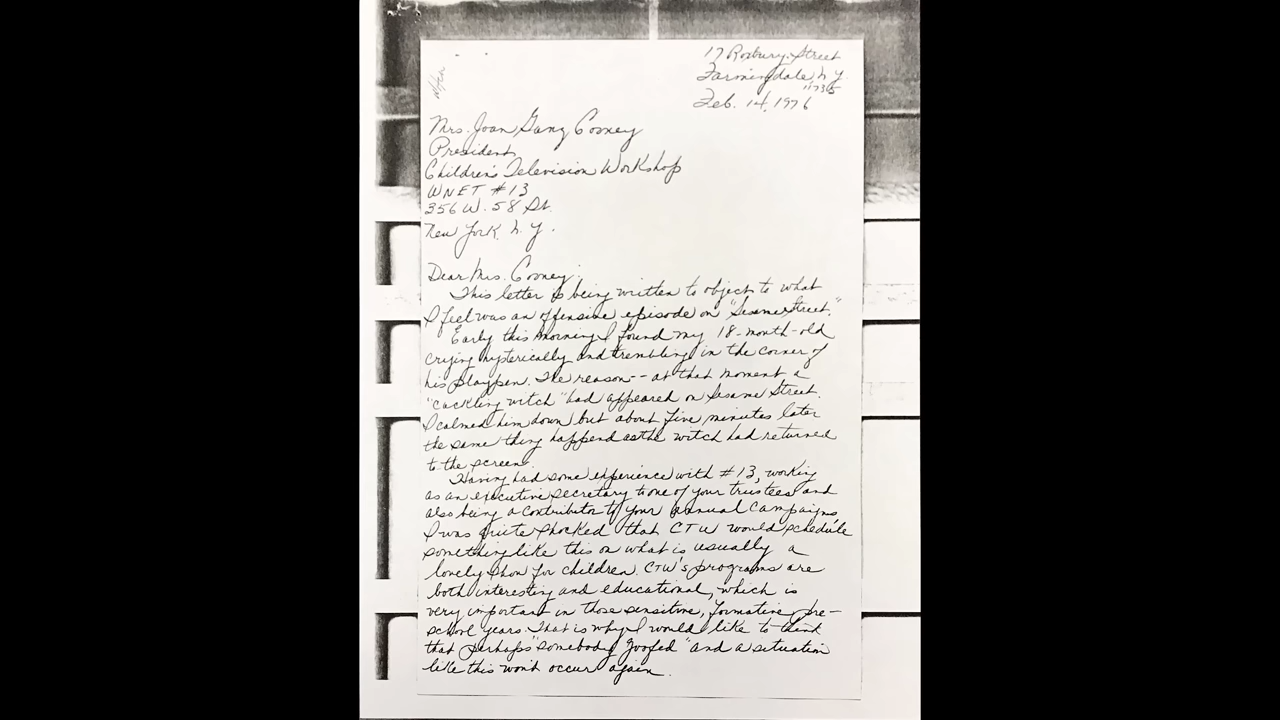 17 Roxbury Street
Farmingdale, N.Y.
11735
Feb. 14, 1976
Mrs. Joan Ganz Cooney
President
Children's Television Workshop
WNET #13
356 W. 58 St.
New York, N.Y.
Dear Mrs. Cooney:
This letter is being written to object to what
I feel was an offensive episode on "Sesame Street."
Early this morning I found my 18-month-old
crying hysterically and trembling in the corner of
his playpen. The reason -- at that moment a
"cackling witch" had appeared on Sesame Street.
I calmed him down but about five minutes later
the same thing happend as the witch had returned
to the screen.
Having had some experience with #13, working
as an executive secretary to one of your trustees and
also being a contributor to your annual campaigns
I was quite shocked that CTW would schedule
something like this on what is usually a
lovely show for children. CTW's programs are
both interesting and educational, which is
very important in those sensitive, formative pre-
school years. That is why I would like to think
that perhaps "somebody goofed" and a situation
like this won't occur again.